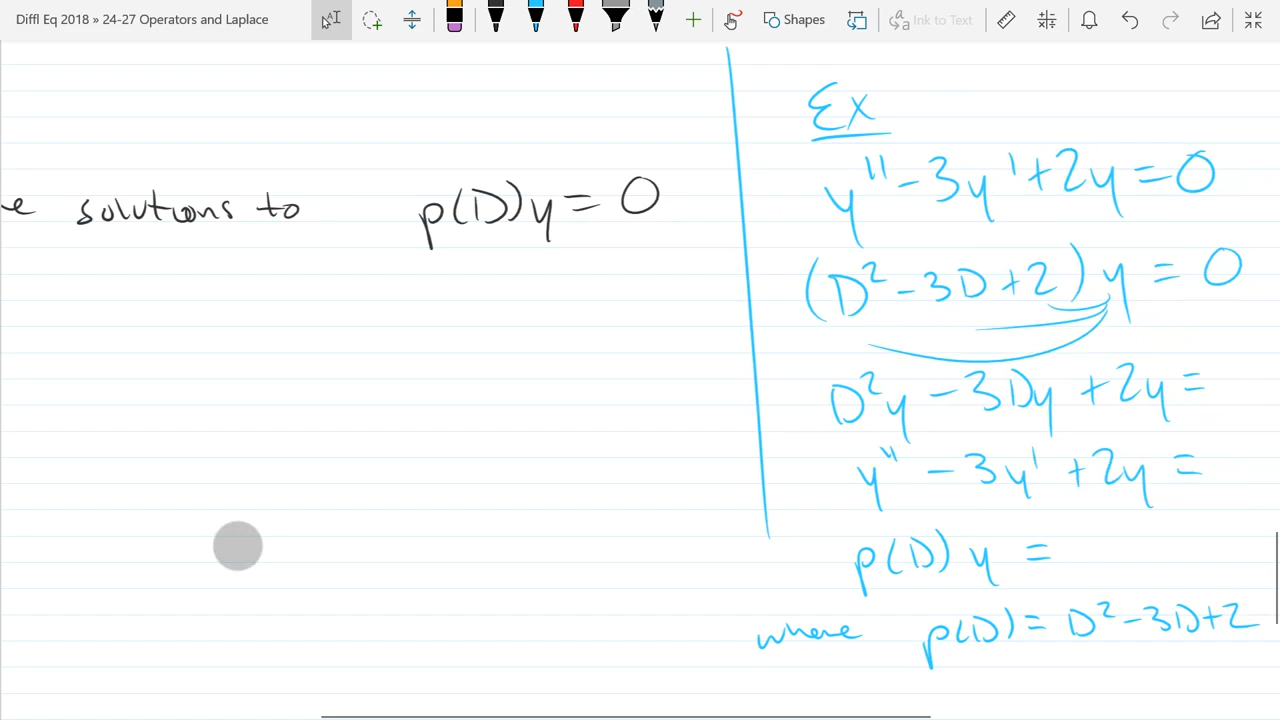 Diffl Eq 2018 » 24-27 Operators and Laplace
Shapes
Ink to Text
e solutions to p(D)y = 0
Ex
y'' - 3y' + 2y = 0
(D² - 3D + 2) y = 0
D²y - 3Dy + 2y =
y'' - 3y' + 2y =
p(D) y =
where p(D) = D² - 3D + 2